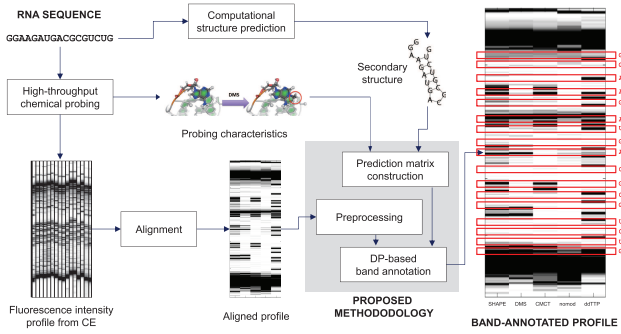 RNA SEQUENCE
GGAAGAUGACGCGUCUG
Computational
structure prediction
Secondary
structure
High-throughput
chemical probing
DMS
Probing characteristics
Prediction matrix
construction
Preprocessing
Alignment
DP-based
band annotation
Fluorescence intensity
profile from CE
Aligned profile
PROPOSED
METHODODOLOGY
SHAPE DMS CMCT nomod ddTTP
BAND-ANNOTATED PROFILE